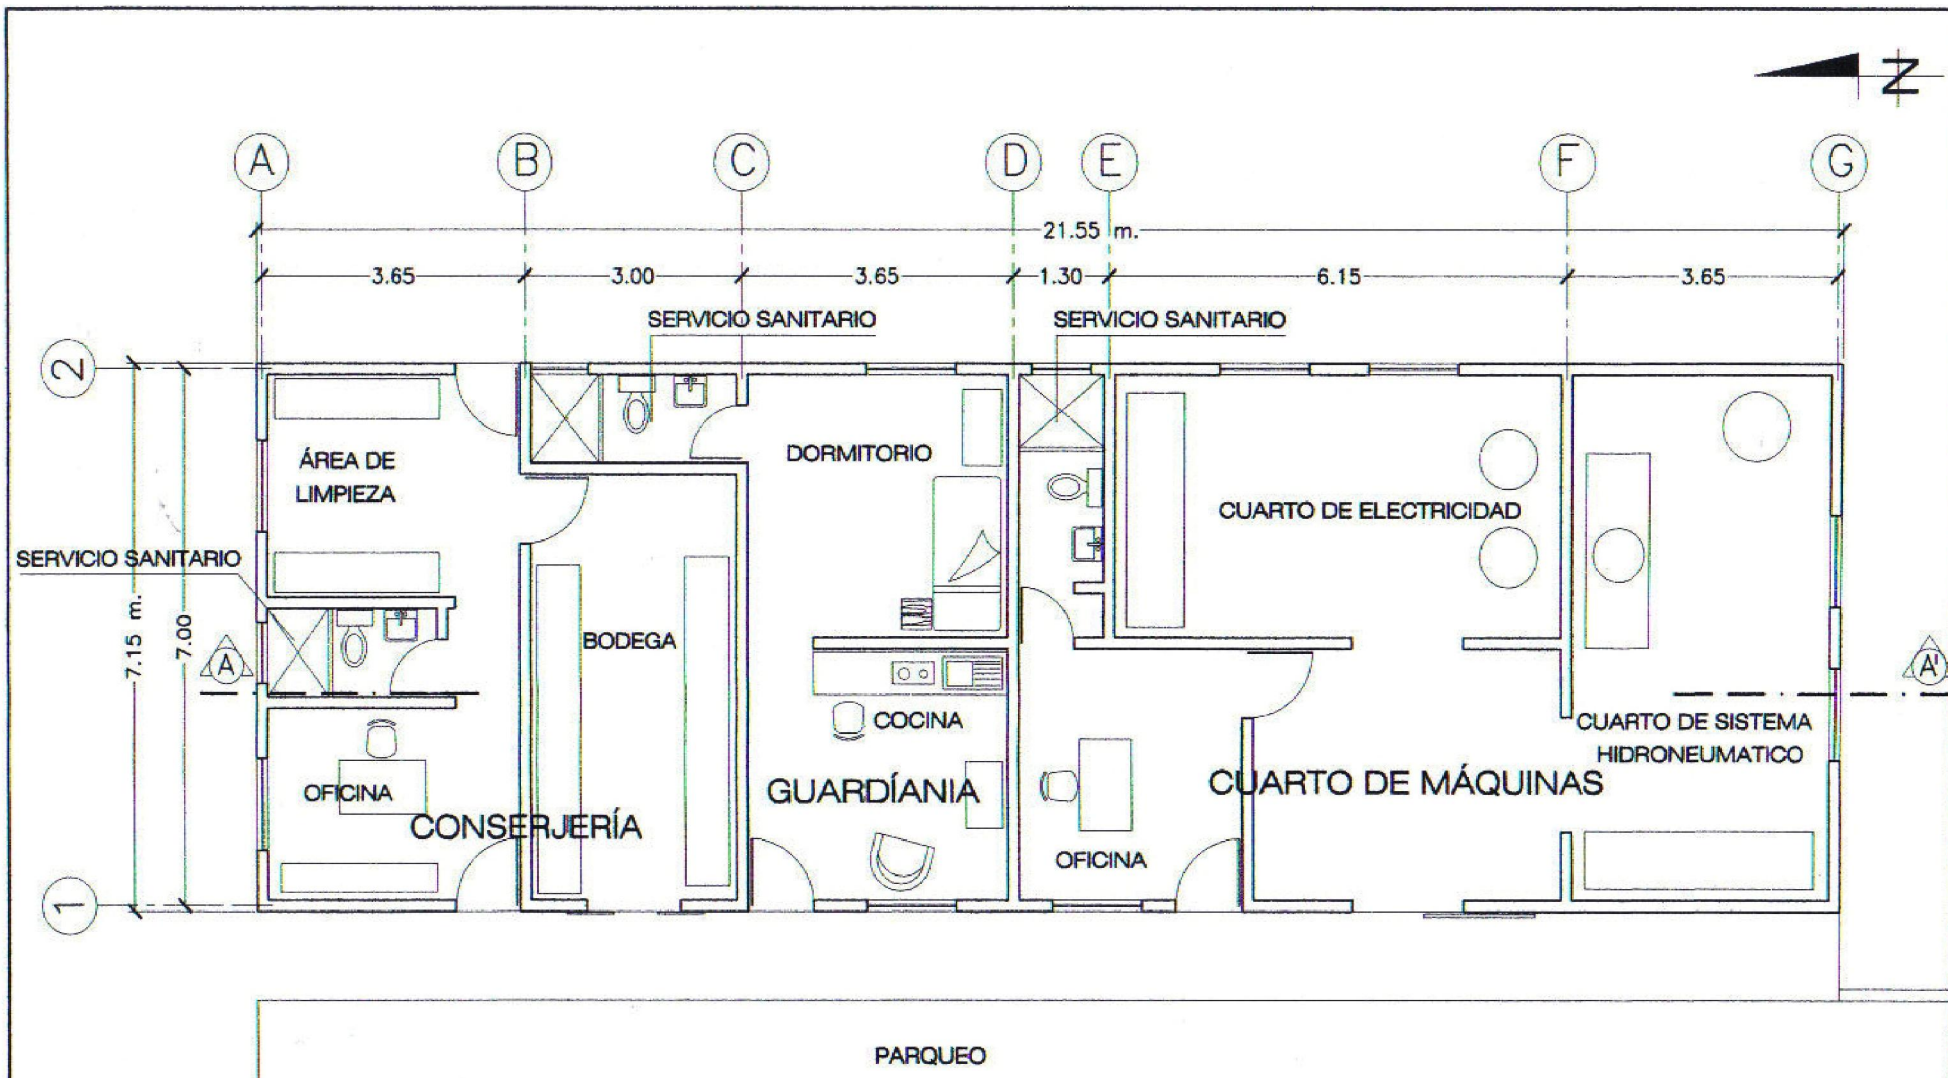 N
A B C D E F G
21.55 m.
3.65 3.00 3.65 1.30 6.15 3.65
SERVICIO SANITARIO
SERVICIO SANITARIO
2
ÁREA DE
LIMPIEZA
DORMITORIO
CUARTO DE ELECTRICIDAD
SERVICIO SANITARIO
7.15 m.
7.00
BODEGA
A
A'
COCINA
CUARTO DE SISTEMA
HIDRONEUMATICO
OFICINA
GUARDÍANIA
CUARTO DE MÁQUINAS
CONSERJERÍA
OFICINA
1
PARQUEO